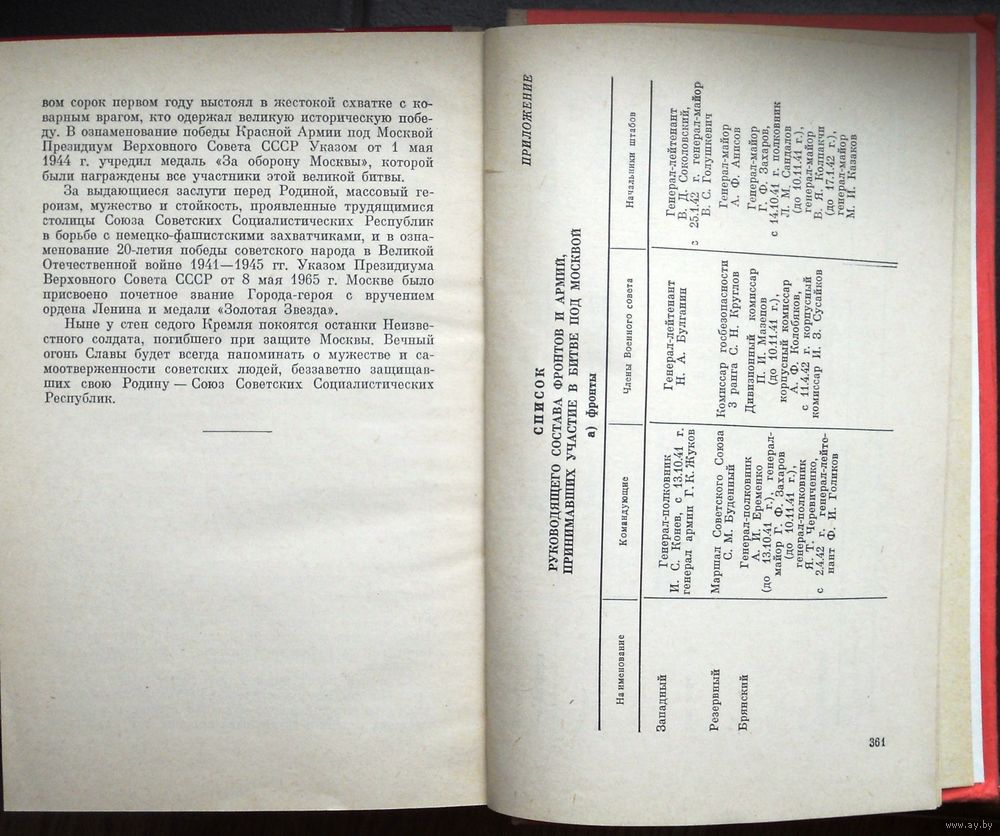 вом сорок первом году выстоял в жестокой схватке с ко-
варным врагом, кто одержал великую историческую побе-
ду. В ознаменование победы Красной Армии под Москвой
Президиум Верховного Совета СССР Указом от 1 мая
1944 г. учредил медаль «За оборону Москвы», которой
были награждены все участники этой великой битвы.
За выдающиеся заслуги перед Родиной, массовый ге-
роизм, мужество и стойкость, проявленные трудящимися
столицы Союза Советских Социалистических Республик
в борьбе с немецко-фашистскими захватчиками, и в озна-
менование 20-летия победы советского народа в Великой
Отечественной войне 1941—1945 гг. Указом Президиума
Верховного Совета СССР от 8 мая 1965 г. Москве было
присвоено почетное звание Города-героя с вручением
ордена Ленина и медали «Золотая Звезда».
Ныне у стен седого Кремля покоятся останки Неизве-
стного солдата, погибшего при защите Москвы. Вечный
огонь Славы будет всегда напоминать о мужестве и са-
моотверженности советских людей, беззаветно защищав-
ших свою Родину — Союз Советских Социалистических
Республик.
ПРИЛОЖЕНИЕ
СПИСОК
РУКОВОДЯЩЕГО СОСТАВА ФРОНТОВ И АРМИЙ,
ПРИНИМАВШИХ УЧАСТИЕ В БИТВЕ ПОД МОСКВОЙ
а) фронты
Наименование
Командующие
Члены Военного совета
Начальники штабов
Западный
Генерал-полковник
И. С. Конев, с 13.10.41 г.
генерал армии Г. К. Жуков
Генерал-лейтенант
Н. А. Булганин
Генерал-лейтенант
В. Д. Соколовский,
с 25.1.42 г. генерал-майор
В. С. Голушкевич
Резервный
Маршал Советского Союза
С. М. Буденный
Комиссар госбезопасности
3 ранга С. Н. Круглов
Генерал-майор
А. Ф. Анисов
Брянский
Генерал-полковник
А. И. Еременко
(до 13.10.41 г.), генерал-
майор Г. Ф. Захаров
(до 10.11.41 г.),
генерал-полковник
Я. Т. Черевиченко,
с 2.4.42 г. генерал-лейте-
нант Ф. И. Голиков
Дивизионный комиссар
П. И. Мазепов
(до 10.11.41 г.),
корпусный комиссар
А. Ф. Колобяков,
с 11.4.42 г. корпусный
комиссар И. З. Сусайков
Генерал-майор
Г. Ф. Захаров,
с 14.10.41 г. полковник
Л. М. Сандалов
(до 10.11.41 г.),
генерал-майор
В. Я. Колпакчи
(до 17.1.42 г.),
генерал-майор
М. И. Казаков
361
www.ay.by